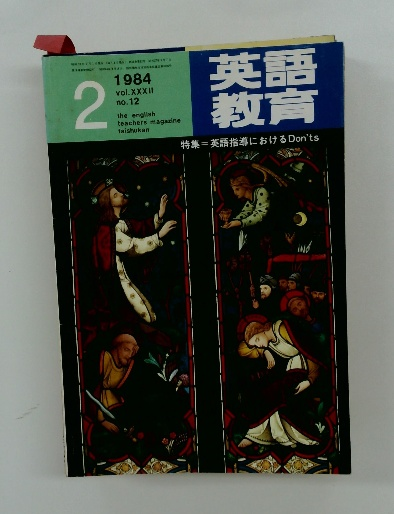 2
1984
vol.XXXII
no.12
the english
teachers magazine
taishukan
英語
教育
特集=英語指導におけるDon'ts